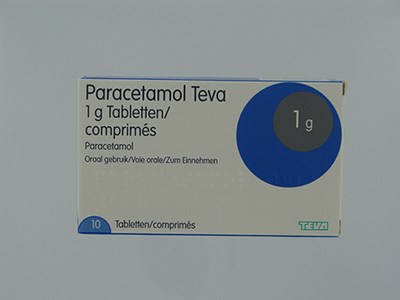 Paracetamol Teva
1 g Tabletten/
comprimés
Paracetamol
Oraal gebruik/Voie orale/Zum Einnehmen
1 g
10 Tabletten/comprimés
TEVA